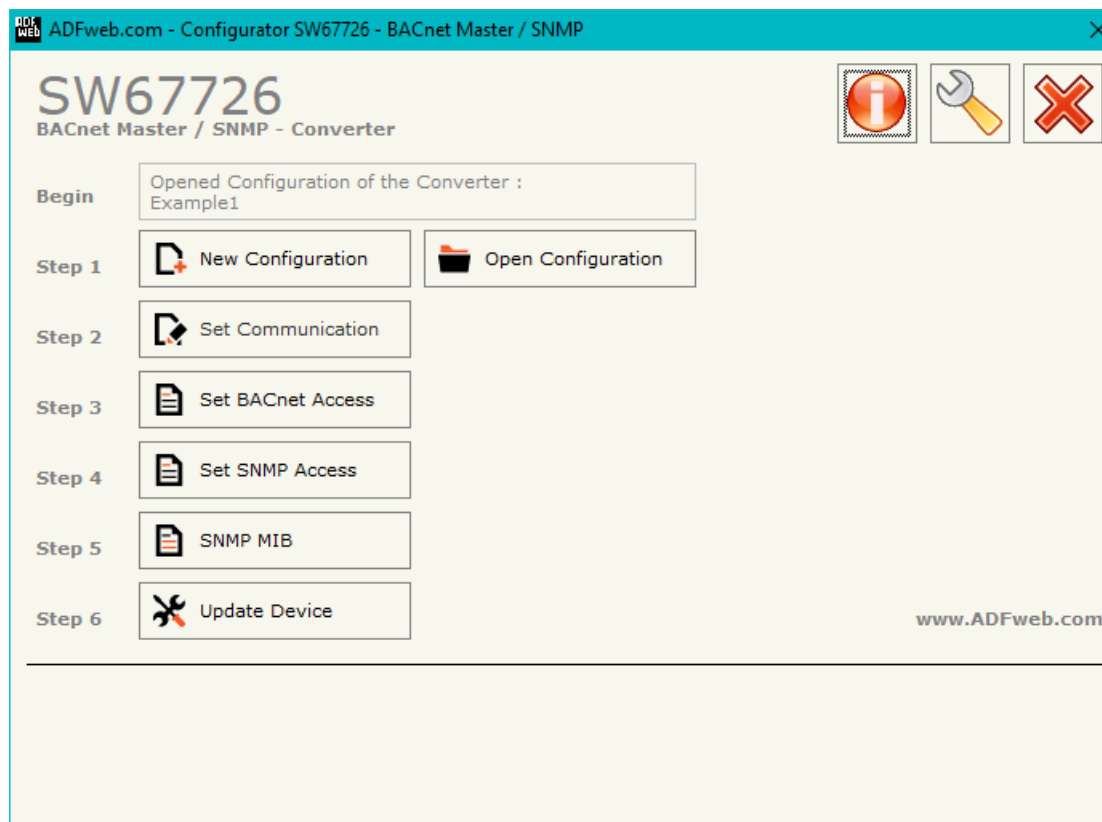 ADF
WEB
ADFweb.com - Configurator SW67726 - BACnet Master / SNMP
SW67726
BACnet Master / SNMP - Converter
Begin
Opened Configuration of the Converter :
Example1
Step 1
New Configuration
Open Configuration
Step 2
Set Communication
Step 3
Set BACnet Access
Step 4
Set SNMP Access
Step 5
SNMP MIB
Step 6
Update Device
www.ADFweb.com